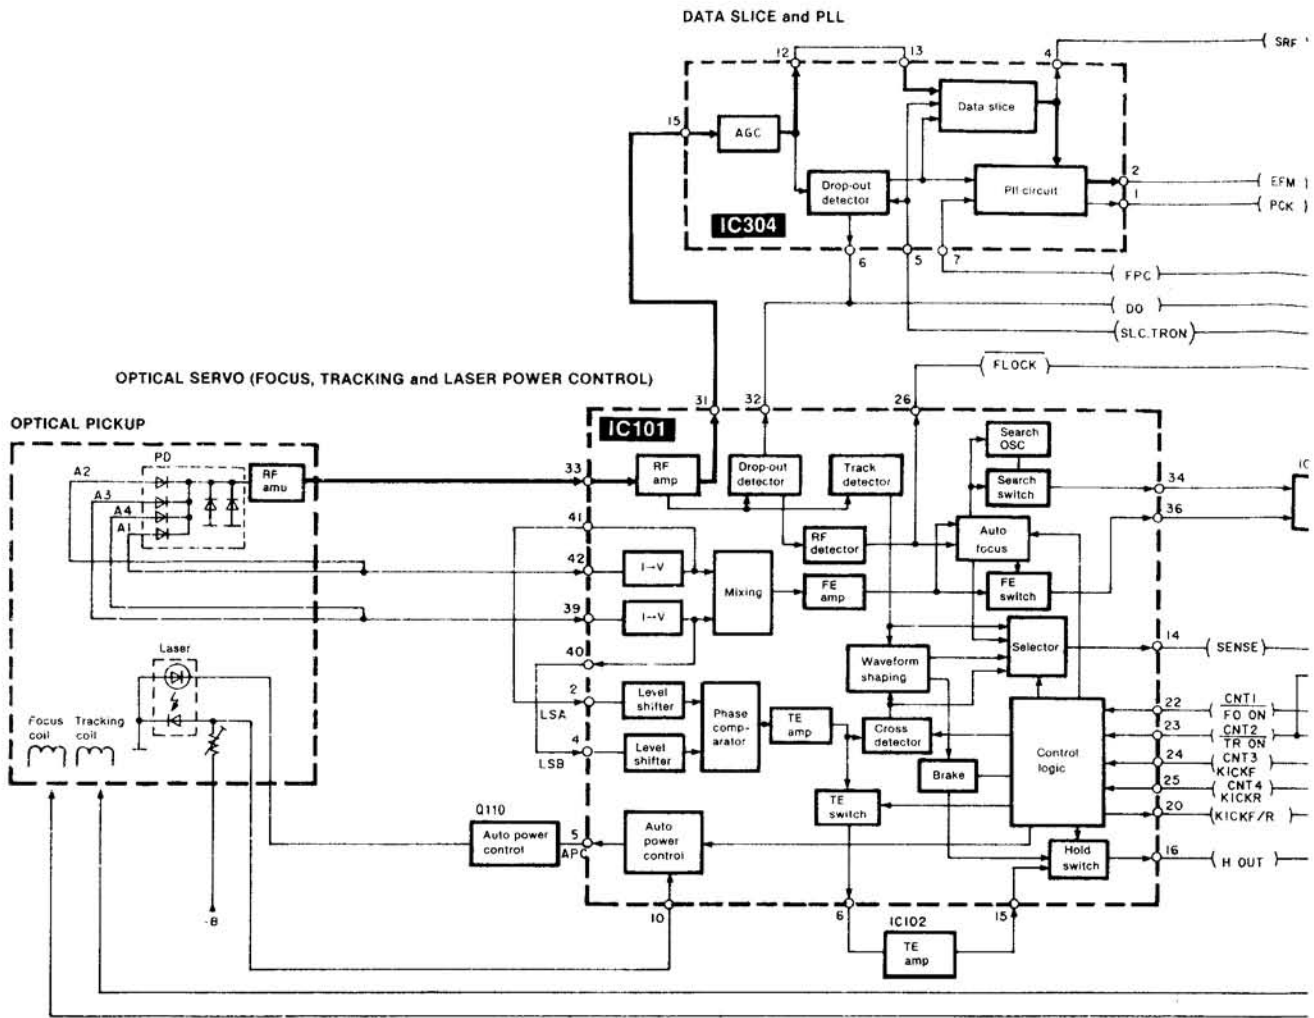 DATA SLICE and PLL
12
13
4
SRF
15
AGC
Data slice
Drop-out
detector
Pll circuit
2
EFM
1
PCK
IC304
6
5
7
FPC
DO
SLC.TRON
FLOCK
OPTICAL SERVO (FOCUS, TRACKING and LASER POWER CONTROL)
OPTICAL PICKUP
31
32
26
IC101
PD
A2
A3
A4
A1
RF
amu
33
RF
amp
Drop-out
detector
Track
detector
Search
OSC
Search
switch
34
IC
36
41
RF
detector
Auto
focus
42
I→V
Mixing
FE
amp
FE
switch
39
I→V
40
Selector
14
SENSE
Laser
Waveform
shaping
2
LSA
Level
shifter
Phase
comp-
arator
TE
amp
Cross
detector
Control
logic
22
CNT1
FO ON
23
CNT2
TR ON
Focus
coil
Tracking
coil
4
LSB
Level
shifter
Brake
24
CNT3
KICKF
25
CNT4
KICKR
TE
switch
20
KICKF/R
Q110
Auto power
control
5
APC
Auto
power
control
Hold
switch
16
H OUT
-B
10
6
15
IC102
TE
amp